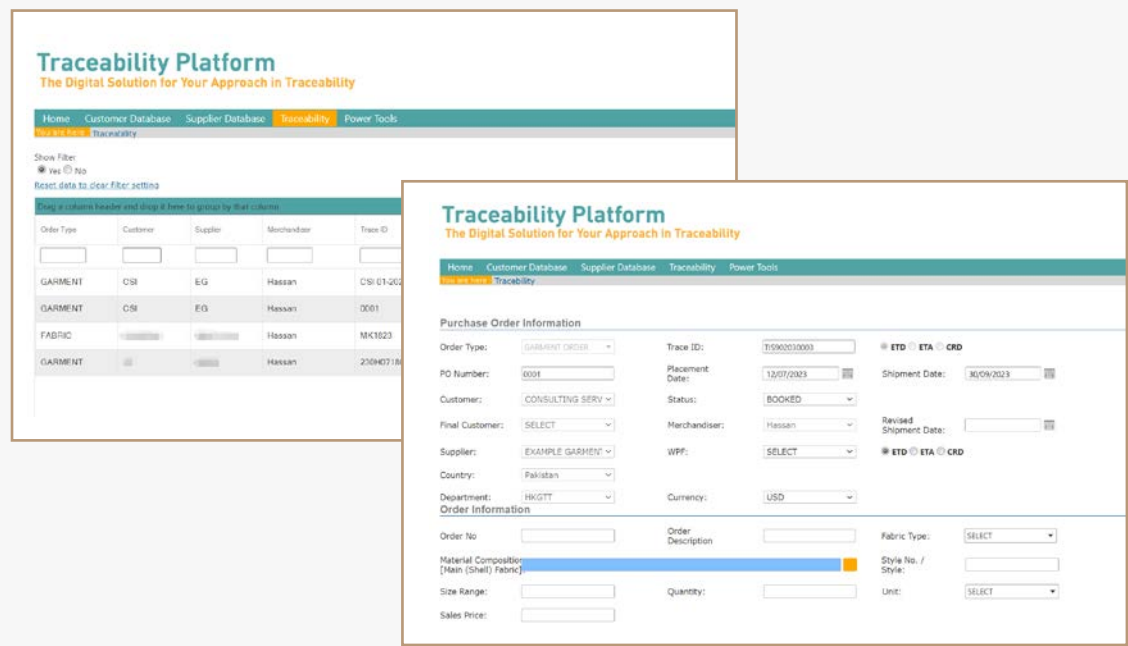 Traceability Platform
The Digital Solution for Your Approach in Traceability
Home Customer Database Supplier Database Traceability Power Tools
You are here Traceability
Show Filter
Yes No
Reset data to clear filter setting
Drag a column header and drop it here to group by that column
Order Type Customer Supplier Merchandiser Trace ID
GARMENT CSI EG Hassan CSI 01-202
GARMENT CSI EG Hassan 0001
FABRIC Hassan MK1823
GARMENT Hassan
Traceability Platform
The Digital Solution for Your Approach in Traceability
Home Customer Database Supplier Database Traceability Power Tools
You are here Traceability
Purchase Order Information
Order Type: GARMENT ORDER Trace ID: TIS902030003 ETD ETA CRD
PO Number: 0001 Placement Date: 12/07/2023 Shipment Date: 30/09/2023
Customer: CONSULTING SERV Status: BOOKED
Final Customer: SELECT Merchandiser: Hassan Revised Shipment Date:
Supplier: EXAMPLE GARMENT WPF: SELECT ETD ETA CRD
Country: Pakistan
Department: HKGTT Currency: USD
Order Information
Order No Order Description Fabric Type: SELECT
Material Composition [Main (Shell) Fabric]: Style No. / Style:
Size Range: Quantity: Unit: SELECT
Sales Price: